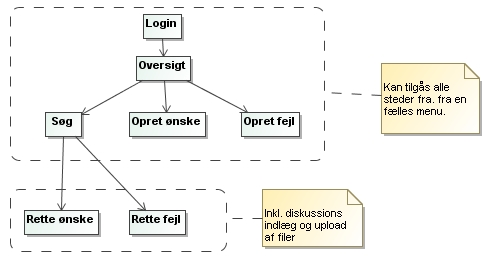 Login
Oversigt
Søg
Opret ønske
Opret fejl
Kan tilgås alle
steder fra. fra en
fælles menu.
Rette ønske
Rette fejl
Inkl. diskussions
indlæg og upload
af filer